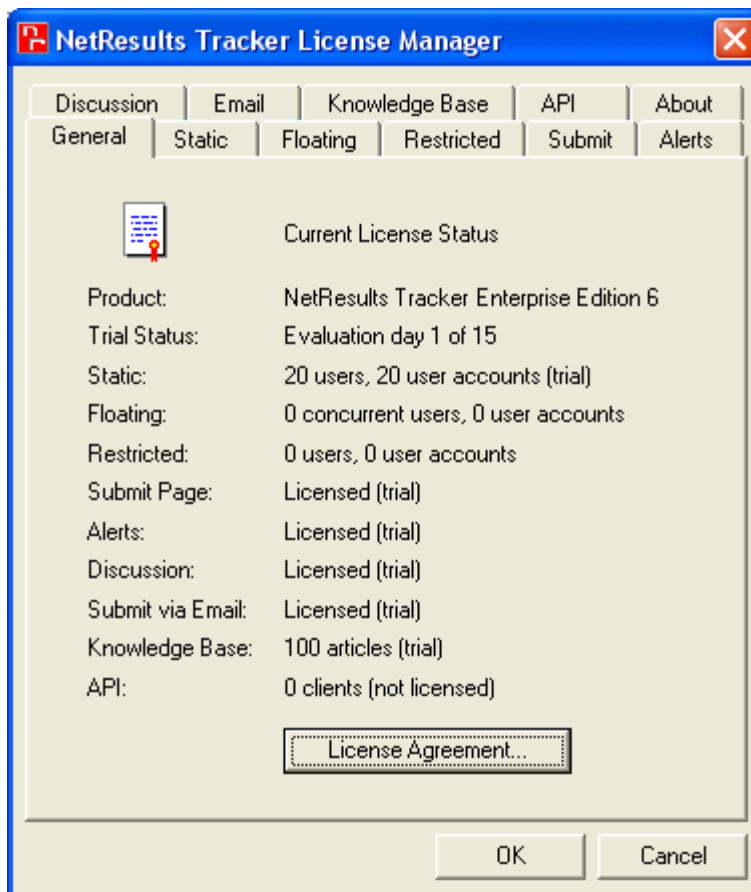 NetResults Tracker License Manager
Discussion Email Knowledge Base API About
General Static Floating Restricted Submit Alerts
Current License Status
Product: NetResults Tracker Enterprise Edition 6
Trial Status: Evaluation day 1 of 15
Static: 20 users, 20 user accounts (trial)
Floating: 0 concurrent users, 0 user accounts
Restricted: 0 users, 0 user accounts
Submit Page: Licensed (trial)
Alerts: Licensed (trial)
Discussion: Licensed (trial)
Submit via Email: Licensed (trial)
Knowledge Base: 100 articles (trial)
API: 0 clients (not licensed)
License Agreement...
OK Cancel